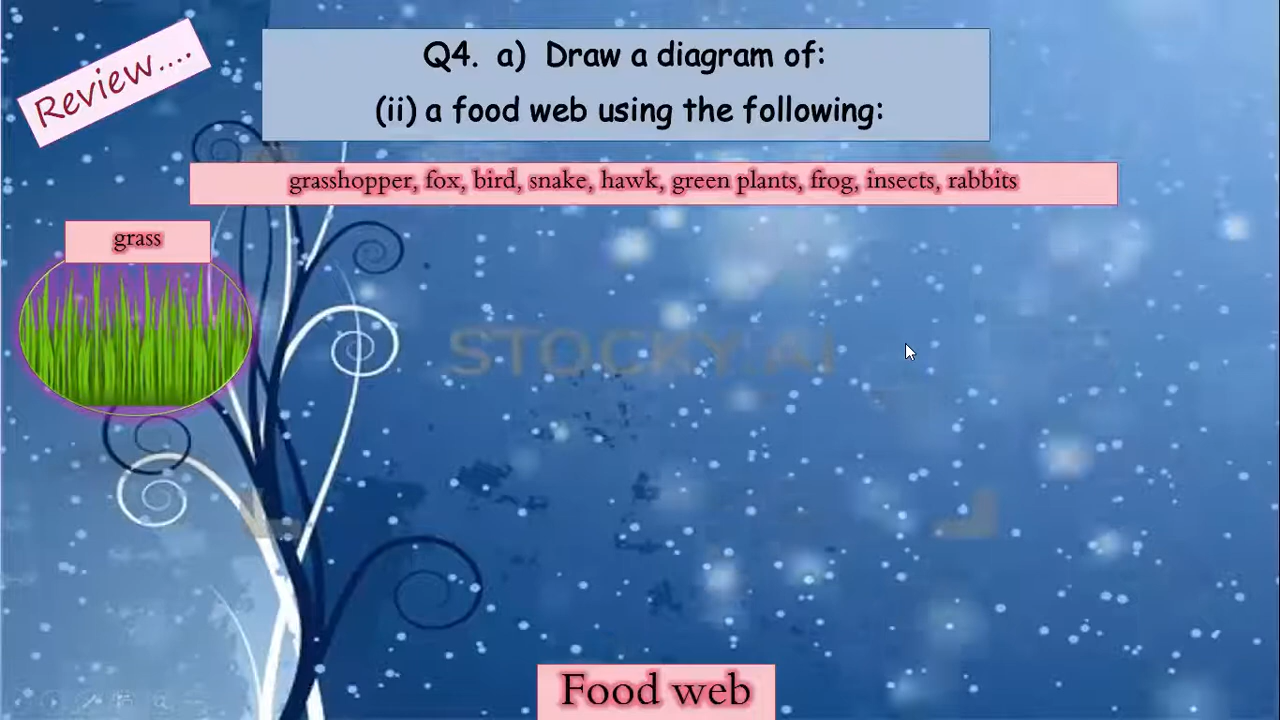 Review....
Q4. a) Draw a diagram of:
(ii) a food web using the following:
grasshopper, fox, bird, snake, hawk, green plants, frog, insects, rabbits
grass
STOCKY.AI
Food web